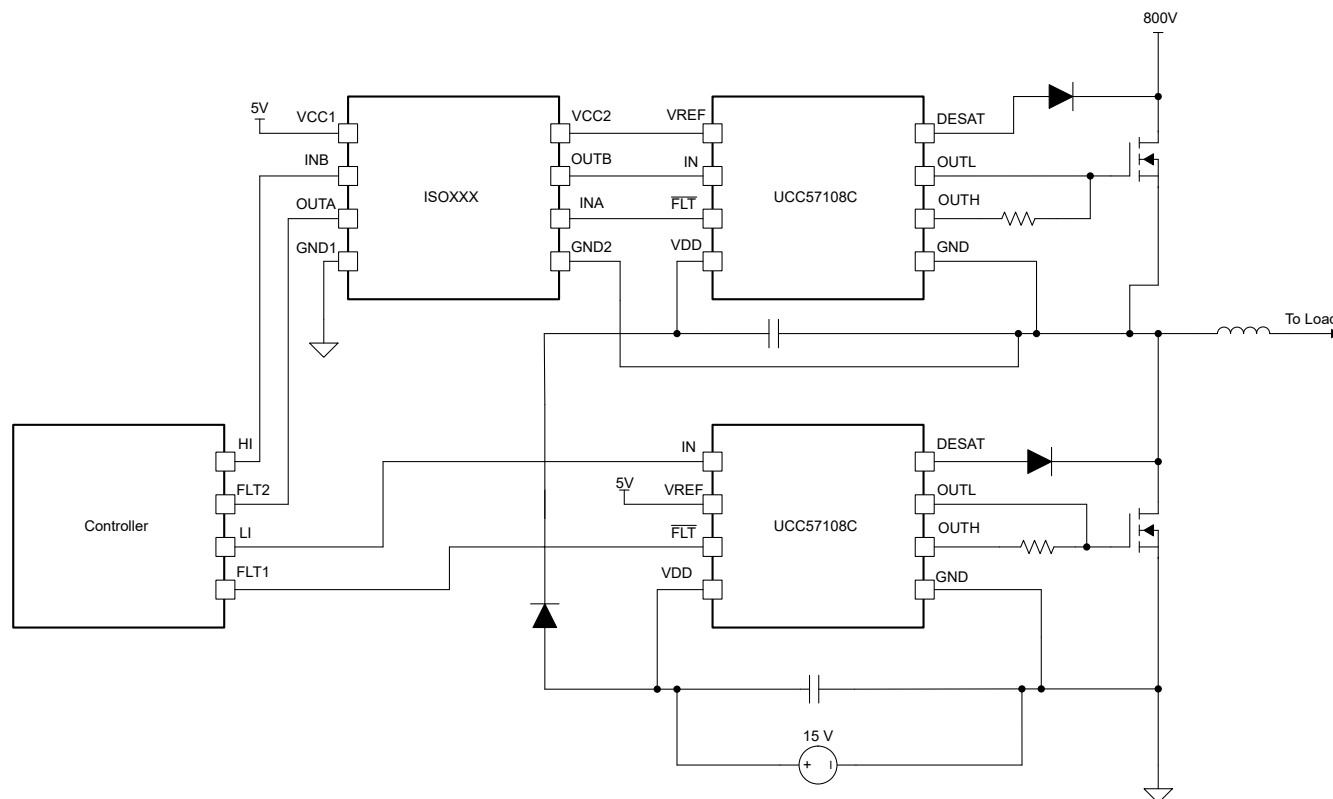 800V
5V
VCC1
INB
OUTA
GND1
ISOXXX
VCC2
OUTB
INA
GND2
VREF
IN
FLT
VDD
UCC57108C
DESAT
OUTL
OUTH
GND
To Load
Controller
HI
FLT2
LI
FLT1
IN
5V
VREF
FLT
VDD
UCC57108C
DESAT
OUTL
OUTH
GND
15 V
+